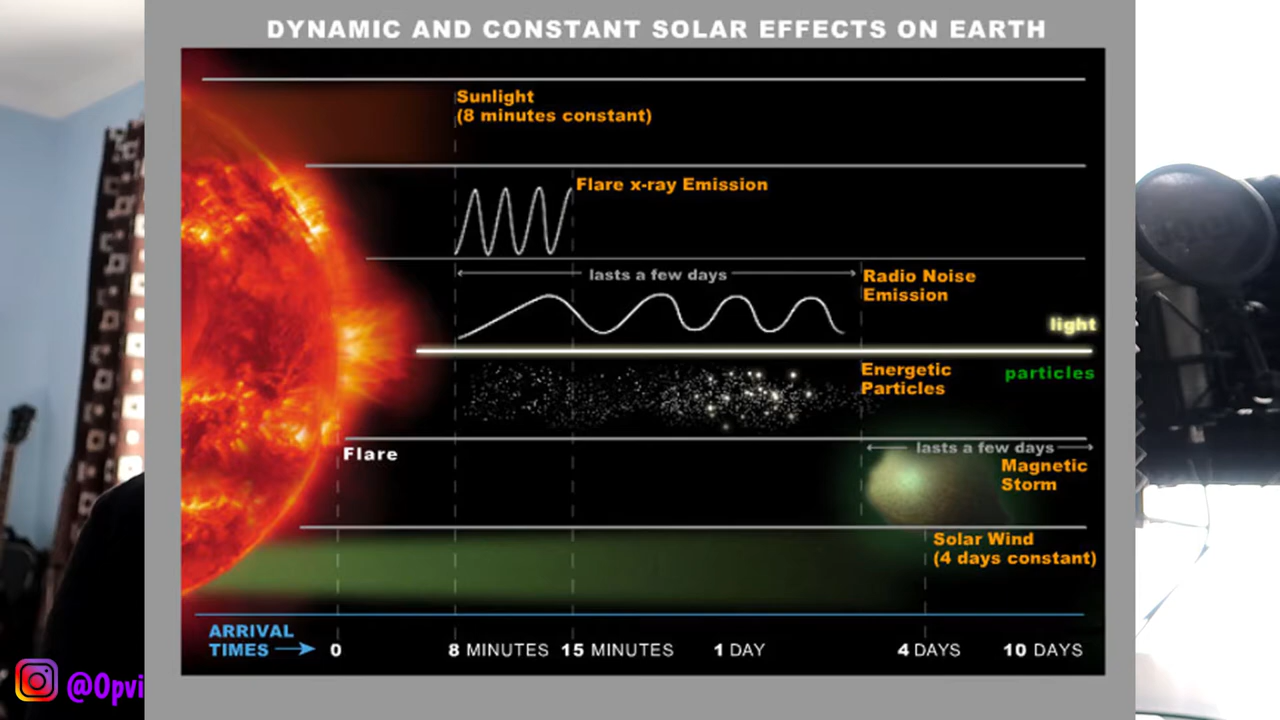 DYNAMIC AND CONSTANT SOLAR EFFECTS ON EARTH
Sunlight
(8 minutes constant)
Flare x-ray Emission
lasts a few days
Radio Noise
Emission
light
Energetic
Particles
particles
Flare
lasts a few days
Magnetic
Storm
Solar Wind
(4 days constant)
ARRIVAL
TIMES
0
8 MINUTES
15 MINUTES
1 DAY
4 DAYS
10 DAYS
@Opvi